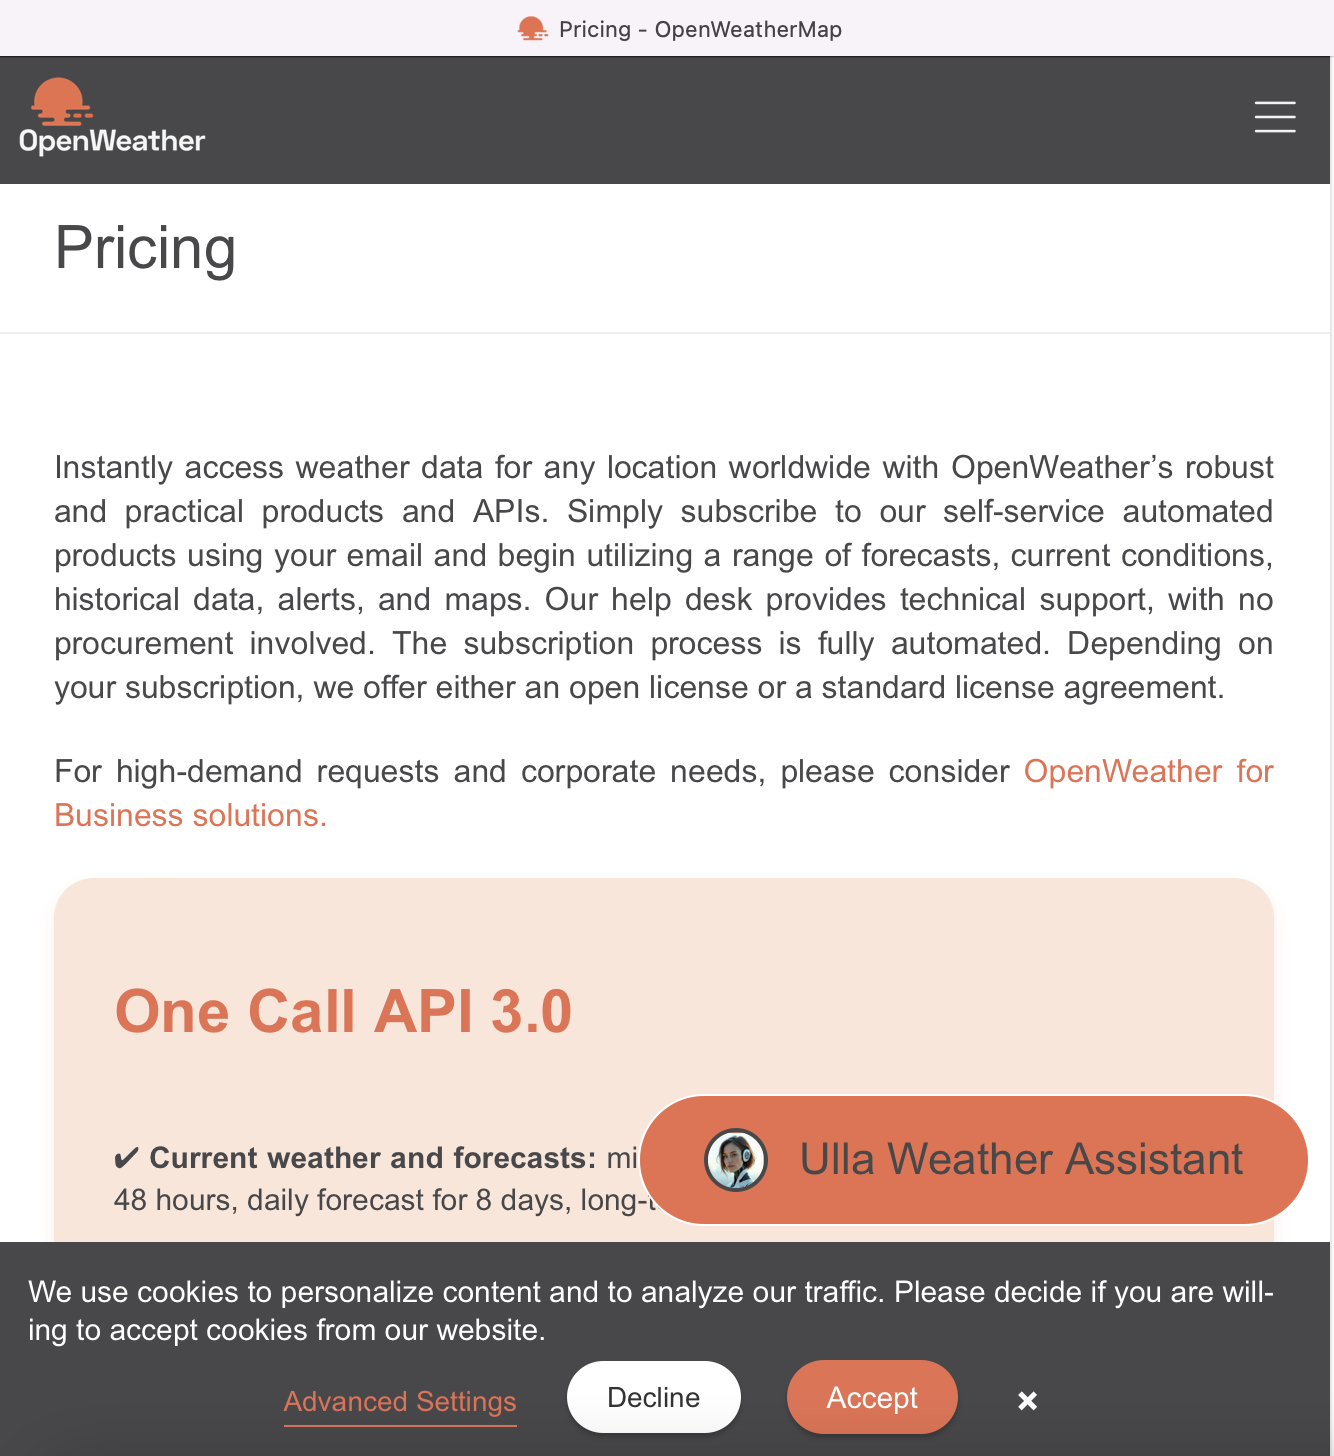 Pricing - OpenWeatherMap
OpenWeather
Pricing
Instantly access weather data for any location worldwide with OpenWeather’s robust
and practical products and APIs. Simply subscribe to our self-service automated
products using your email and begin utilizing a range of forecasts, current conditions,
historical data, alerts, and maps. Our help desk provides technical support, with no
procurement involved. The subscription process is fully automated. Depending on
your subscription, we offer either an open license or a standard license agreement.
For high-demand requests and corporate needs, please consider OpenWeather for
Business solutions.
One Call API 3.0
✔ Current weather and forecasts:
48 hours, daily forecast for 8 days,
Ulla Weather Assistant
We use cookies to personalize content and to analyze our traffic. Please decide if you are will-
ing to accept cookies from our website.
Advanced Settings Decline Accept ×